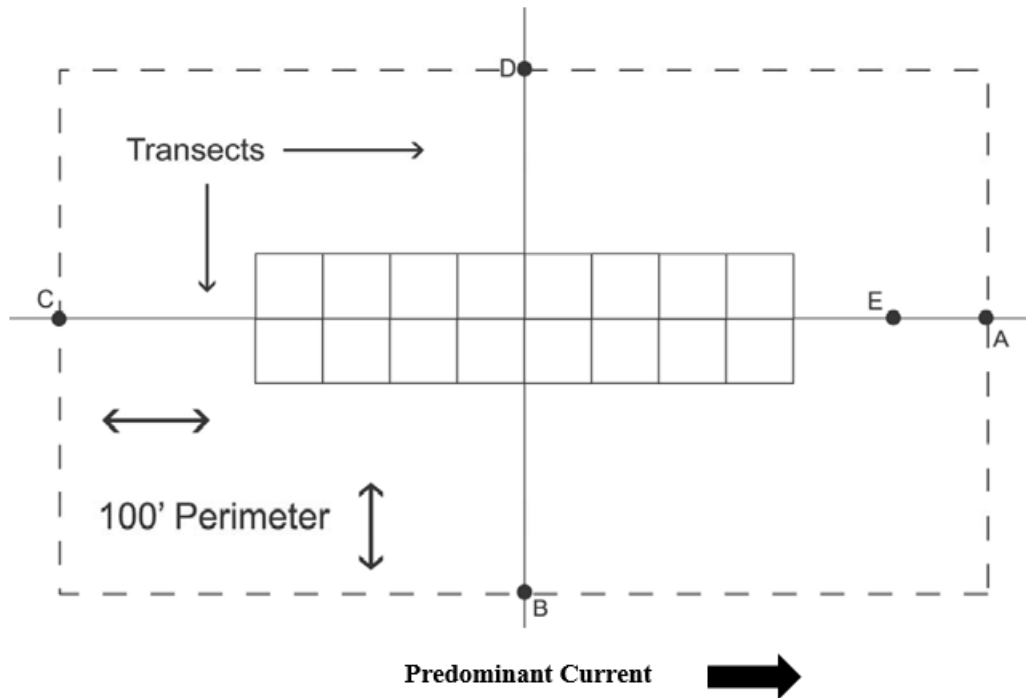 D
Transects
C
E
A
100’ Perimeter
B
Predominant Current